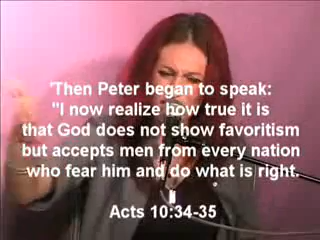 'Then Peter began to speak:
"I now realize how true it is
that God does not show favoritism
but accepts men from every nation
who fear him and do what is right.
Acts 10:34-35